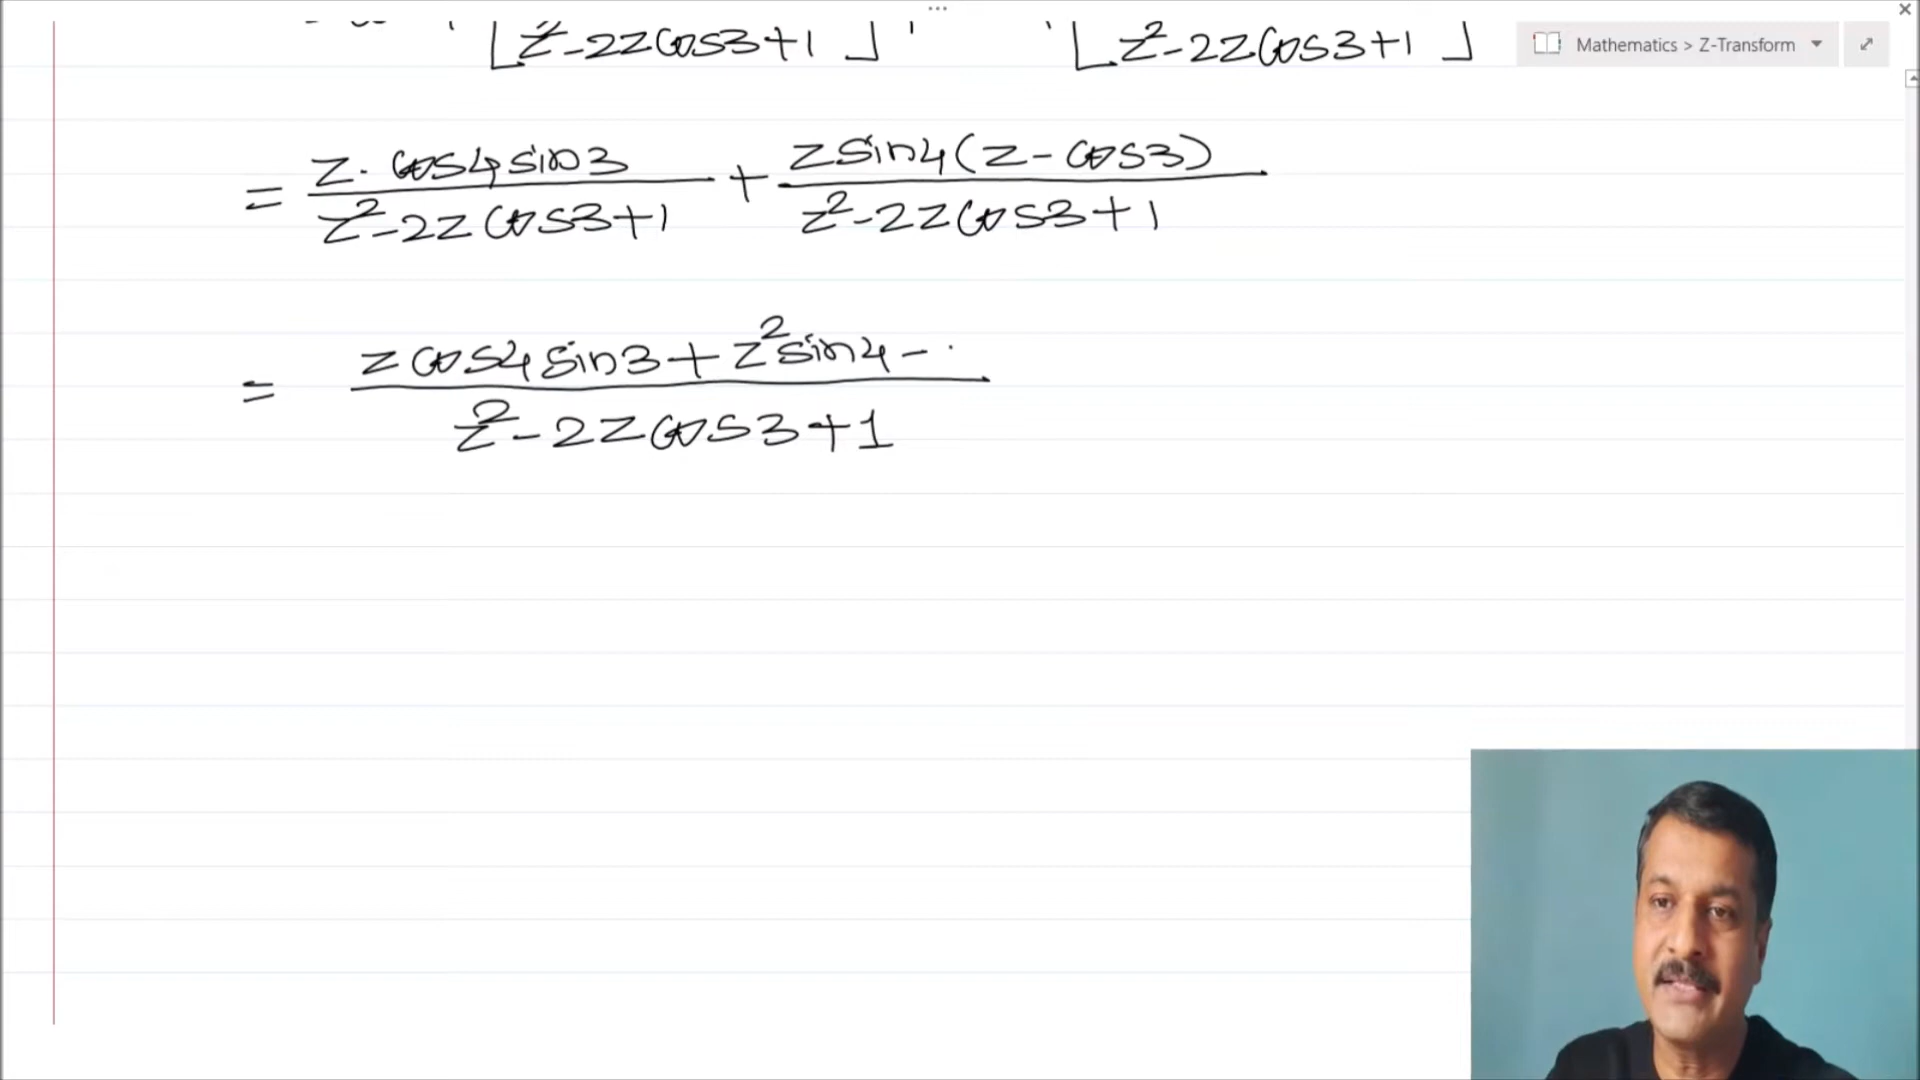 [z²-2z cos3+1] [z²-2z cos3+1]
Mathematics > Z-Transform
= z. cos4 sin3 / z²-2z cos3+1 + z sin4(z-cos3) / z²-2z cos3+1
= z cos4 sin3+z² sin4- / z²-2z cos3+1